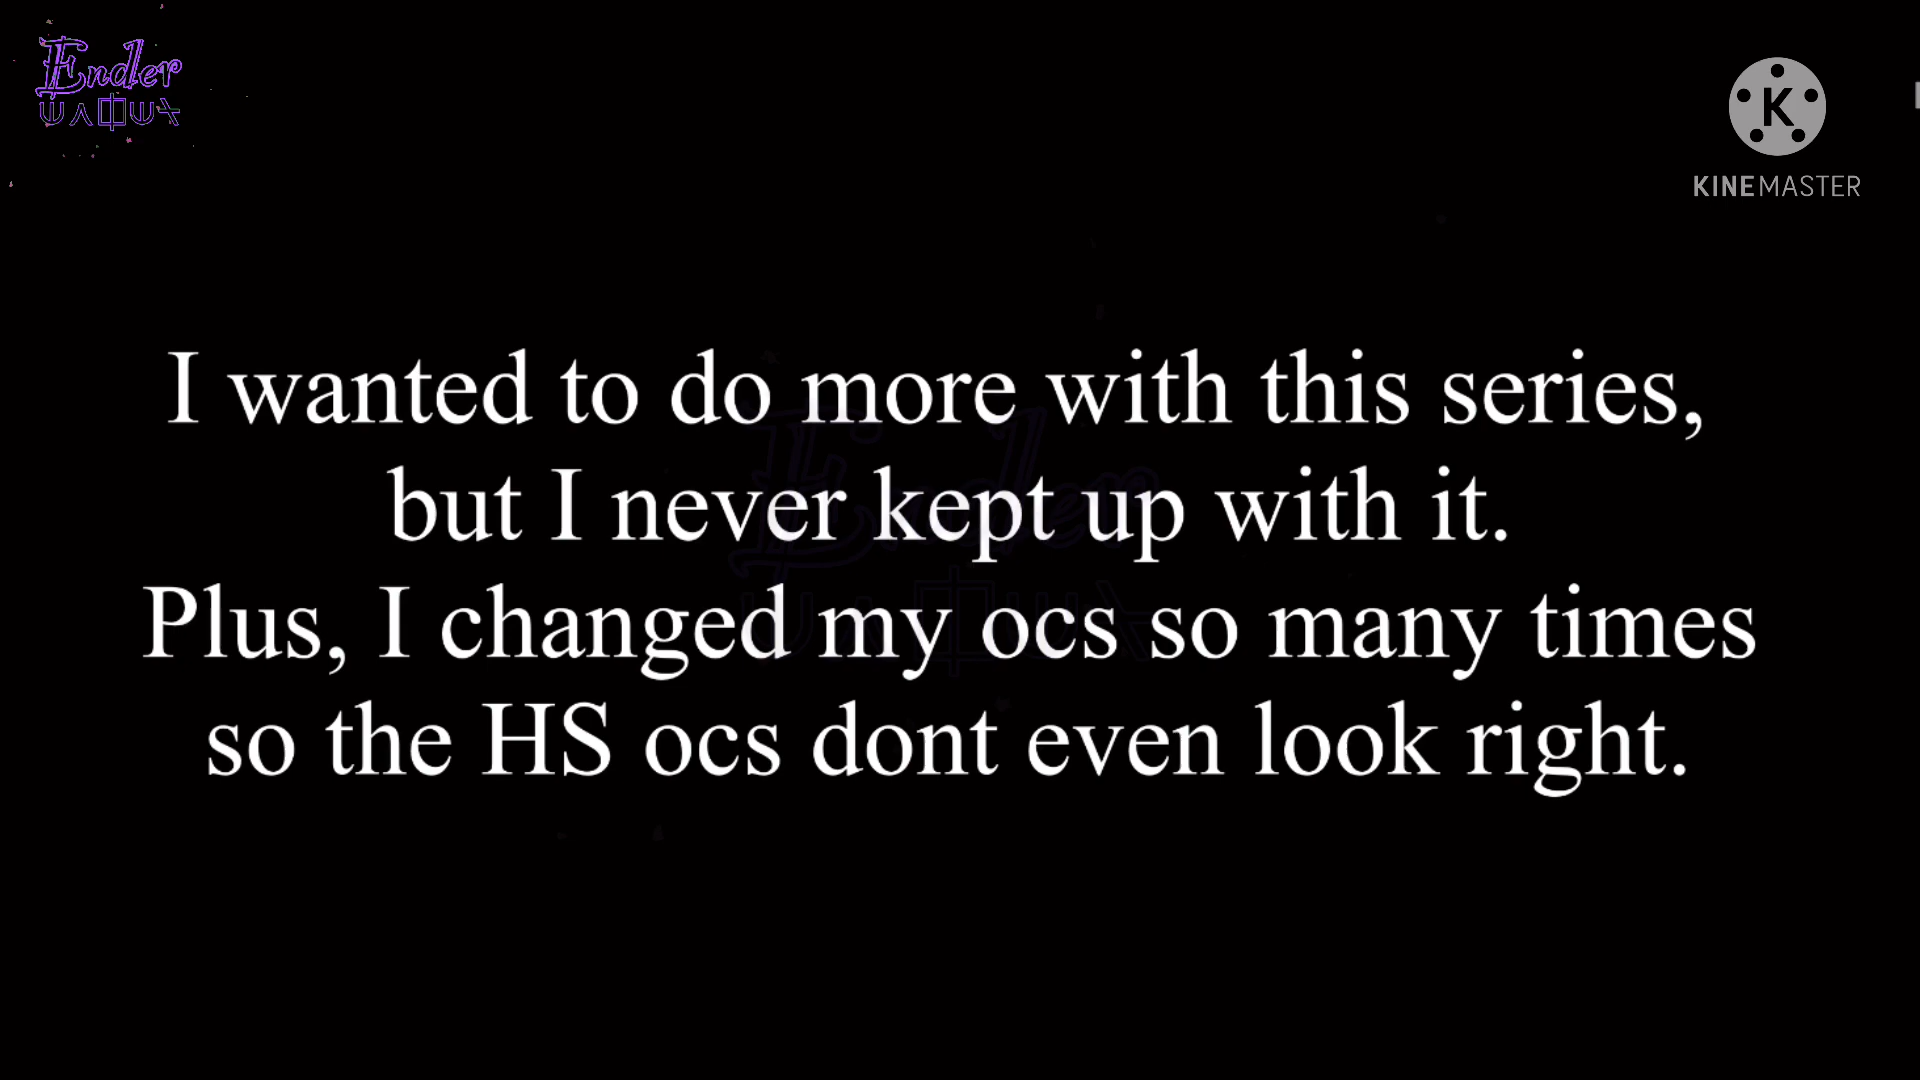 Ender
KINEMASTER
I wanted to do more with this series,
but I never kept up with it.
Plus, I changed my ocs so many times
so the HS ocs dont even look right.